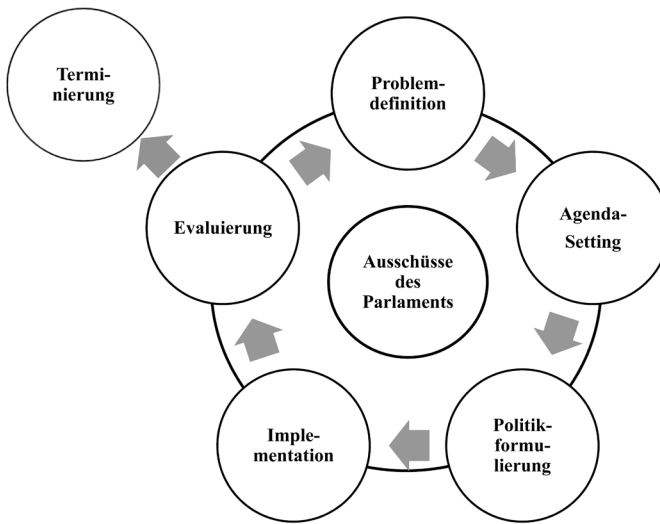 Termi-
nierung
Problem-
definition
Evaluierung
Agenda-
Setting
Ausschüsse
des
Parlaments
Imple-
mentation
Politik-
formu-
lierung